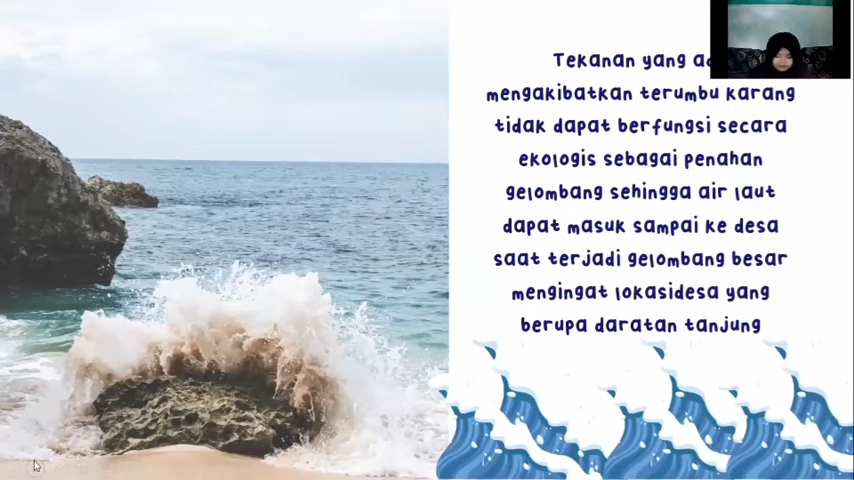 Tekanan yang
mengakibatkan terumbu karang
tidak dapat berfungsi secara
ekologis sebagai penahan
gelombang sehingga air laut
dapat masuk sampai ke desa
saat terjadi gelombang besar
mengingat lokasidesa yang
berupa daratan tanjung